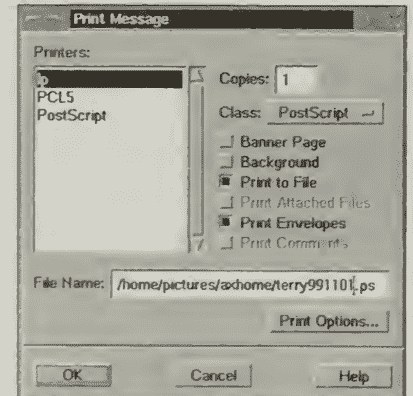 Print Message
Printers:
lp
PCL5
PostScript
Copies: 1
Class: PostScript
Banner Page
Background
Print to File
Print Attached Files
Print Envelopes
Print Comments
File Name: /home/pictures/axhome/terry991101.ps
Print Options...
OK
Cancel
Help